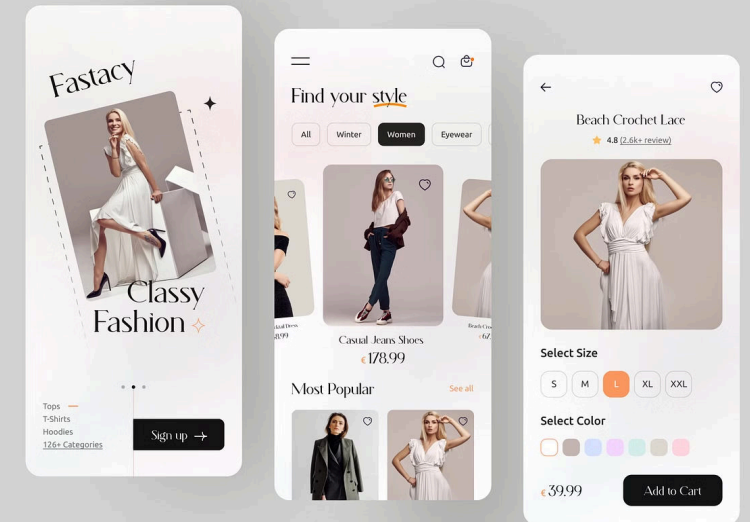 Fastacy
Classy
Fashion
Tops
T-Shirts
Hoodies
126+ Categories
Sign up
Find your style
All
Winter
Women
Eyewear
Casual Jeans Shoes
€ 178.99
Most Popular
See all
Beach Crochet Lace
4.8 (2.6k+ review)
Select Size
S M L XL XXL
Select Color
€ 39.99
Add to Cart